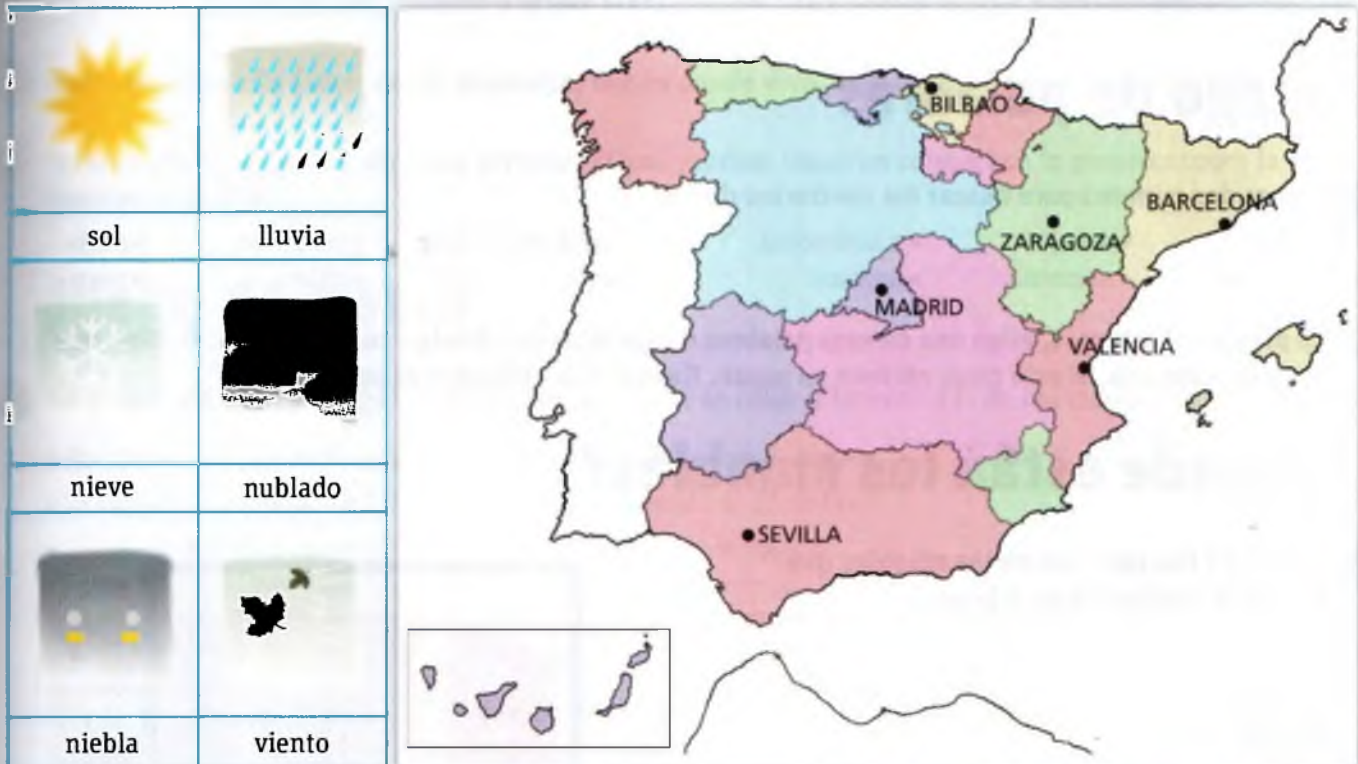 sol
lluvia
nieve
nublado
niebla
viento
BILBAO
BARCELONA
ZARAGOZA
MADRID
VALENCIA
SEVILLA